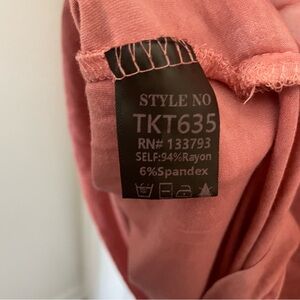 STYLE NO
TKT635
RN# 133793
SELF:94%Rayon
6%Spandex